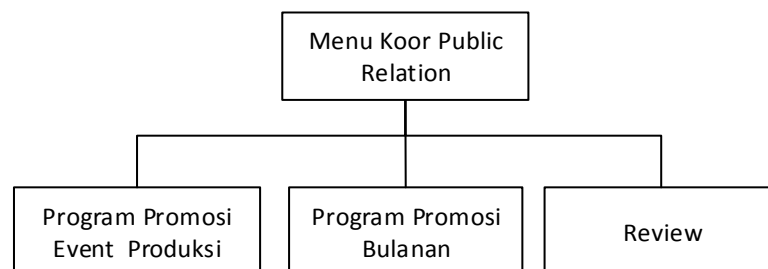 Menu Koor Public
Relation
Program Promosi
Event  Produksi
Program Promosi
Bulanan
Review